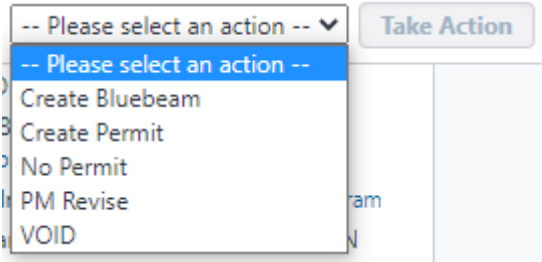 -- Please select an action --
Take Action
-- Please select an action --
Create Bluebeam
Create Permit
No Permit
PM Revise
ram
VOID
N